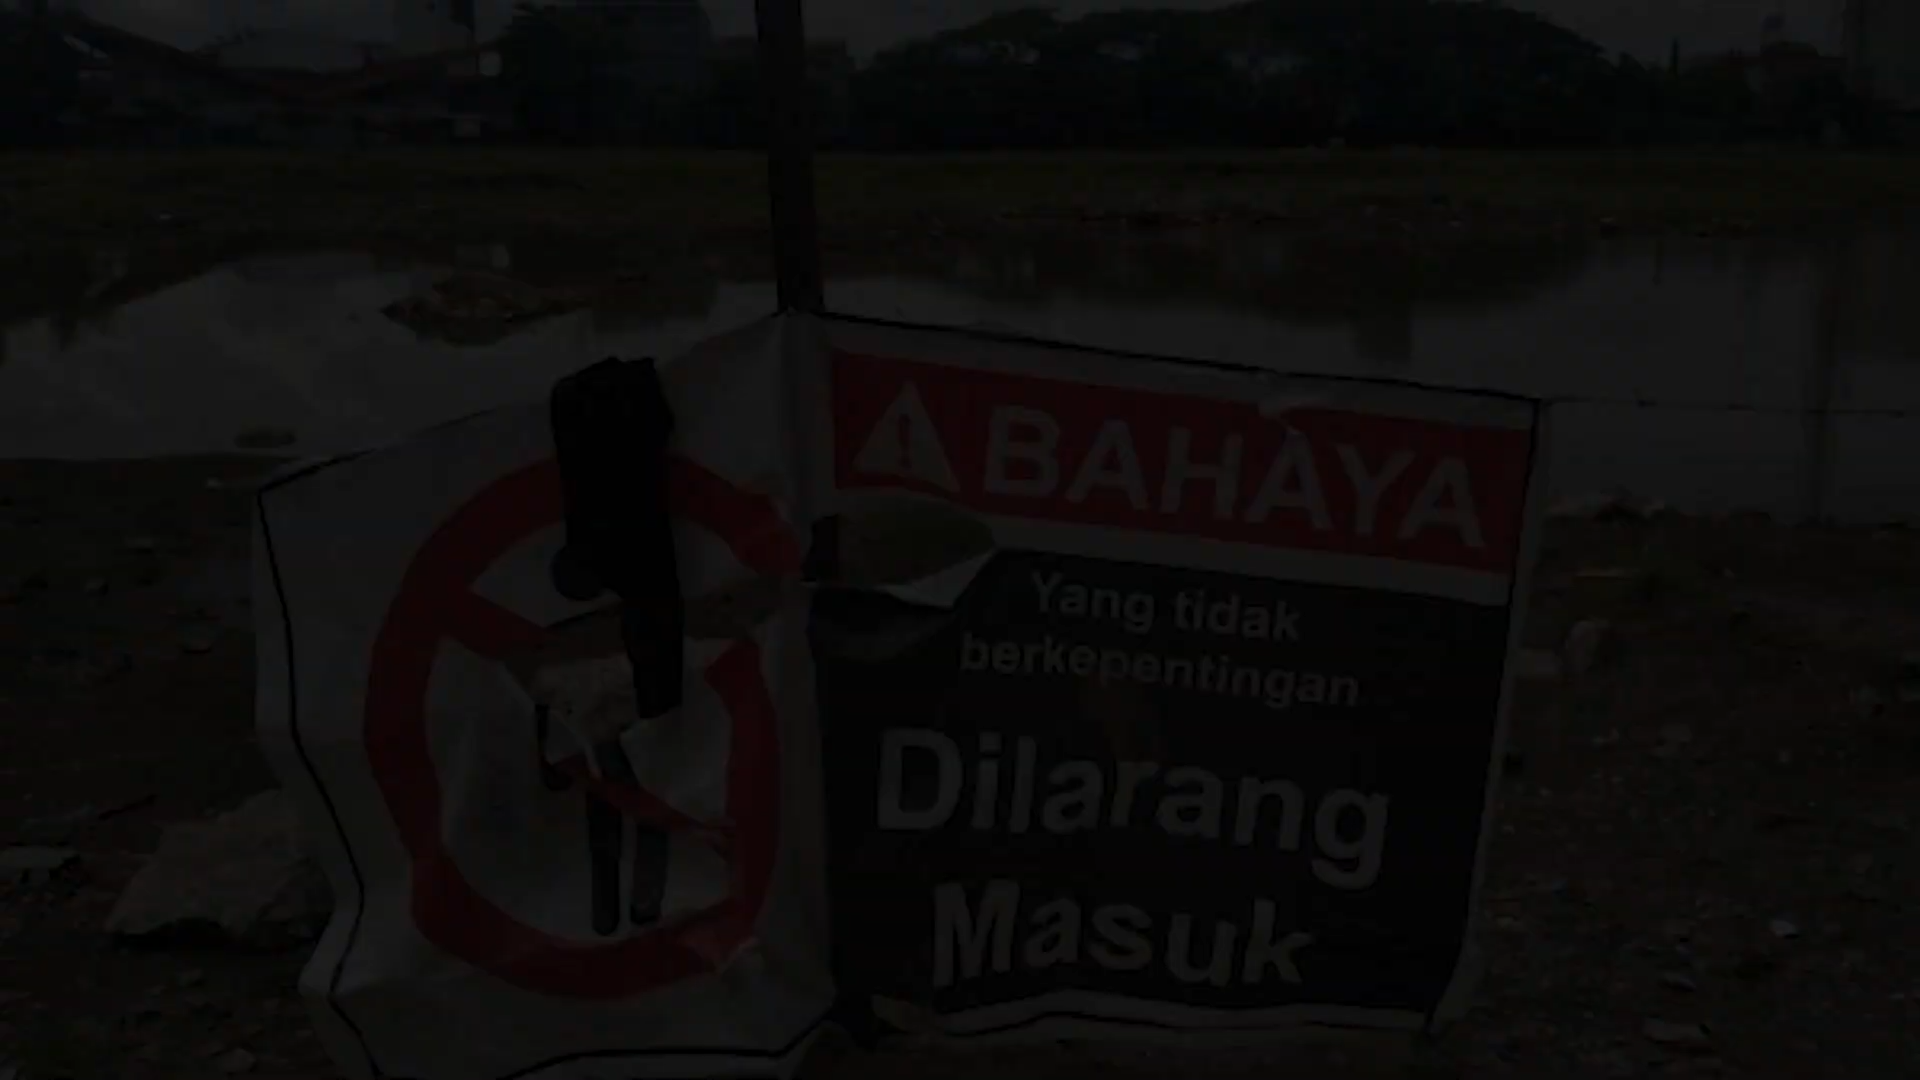 BAHAYA
Yang tidak
berkepentingan
Dilarang
Masuk